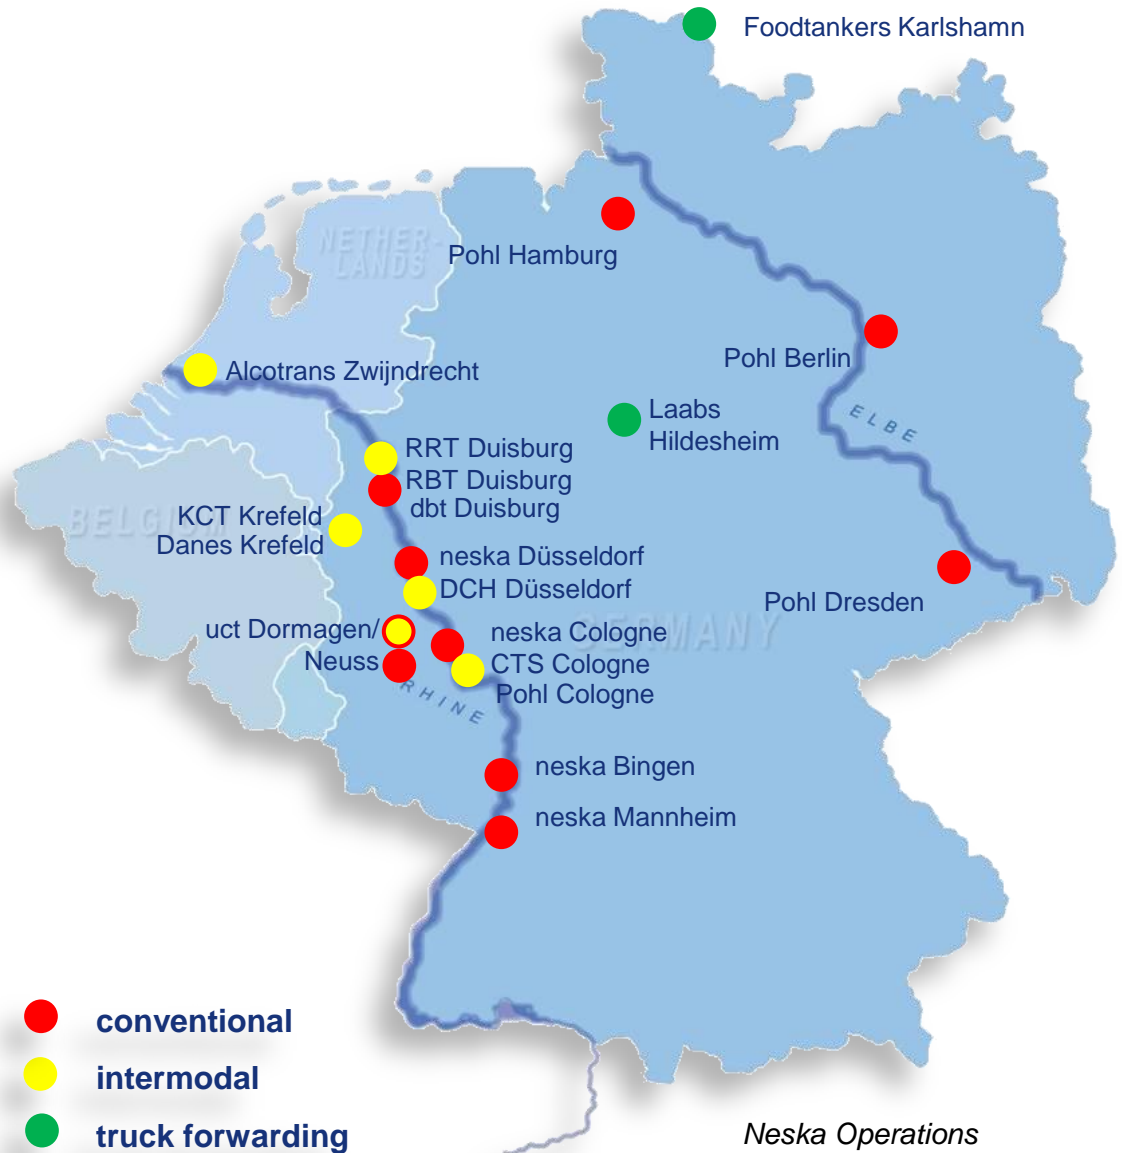 Foodtankers Karlshamn
NETHER-
LANDS
Pohl Hamburg
Pohl Berlin
Alcotrans Zwijndrecht
Laabs
Hildesheim
ELBE
RRT Duisburg
RBT Duisburg
dbt Duisburg
BELGIUM
KCT Krefeld
Danes Krefeld
neska Düsseldorf
DCH Düsseldorf
Pohl Dresden
GERMANY
uct Dormagen/
Neuss
neska Cologne
CTS Cologne
Pohl Cologne
RHINE
neska Bingen
neska Mannheim
conventional
intermodal
truck forwarding
Neska Operations